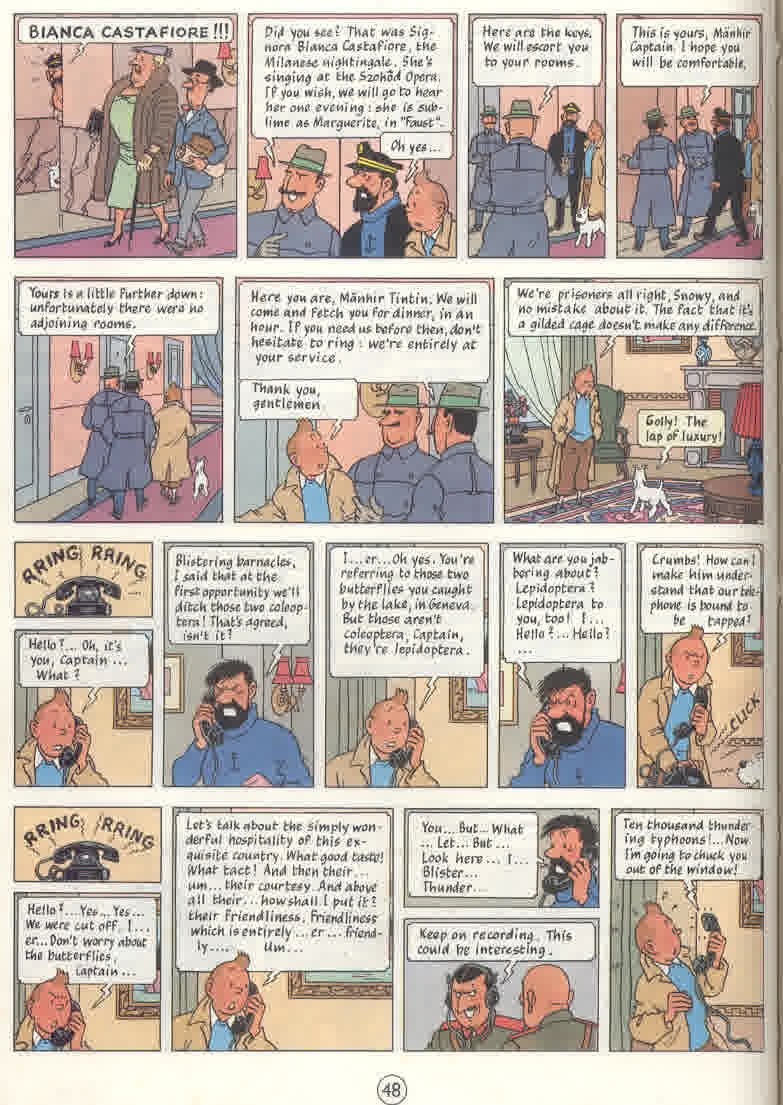 BIANCA CASTAFIORE !!!
Did you see? That was Sig-
nora Bianca Castafiore, the
Milanese nightingale. She's
singing at the Szohôd Opera.
If you wish, we will go to hear
her one evening: she is sub-
lime as Marguerite, in "Faust".
Oh yes...
Here are the keys.
We will escort you
to your rooms.
This is yours, Mänhir
Captain. I hope you
will be comfortable.
Yours is a little further down:
unfortunately there were no
adjoining rooms.
Here you are, Mänhir Tintin. We will
come and fetch you for dinner, in an
hour. If you need us before then, don't
hesitate to ring: we're entirely at
your service.
Thank you,
gentlemen.
We're prisoners all right, Snowy, and
no mistake about it. The fact that it's
a gilded cage doesn't make any difference.
Golly! The
lap of luxury!
RRING RRING
Hello?... Oh, it's
you, Captain...
What?
Blistering barnacles,
I said that at the
first opportunity we'll
ditch those two coleop-
tera! That's agreed,
isn't it?
I...er...Oh yes. You're
referring to those two
butterflies you caught
by the lake, in Geneva.
But those aren't
coleoptera, Captain,
they're lepidoptera.
What are you jab-
boring about?
Lepidoptera?
Lepidoptera to
you, too! I...
Hello?... Hello?
...
Crumbs! How can I
make him under-
stand that our tele-
phone is bound to
be tapped?
CLICK
RRING RRING
Hello?...Yes...Yes...
We were cut off. I...
er...Don't worry about
the butterflies,
Captain...
Let's talk about the simply won-
derful hospitality of this ex-
quisite country. What good taste!
What tact! And then their...
um... their courtesy. And above
all their... how shall I put it?
their friendliness. Friendliness
which is entirely... er... friend-
ly.... Um...
You... But... What
... Let... But...
Look here... I...
Blister...
Thunder...
Keep on recording. This
could be interesting.
Ten thousand thunder-
ing typhoons!... Now
I'm going to chuck you
out of the window!
48